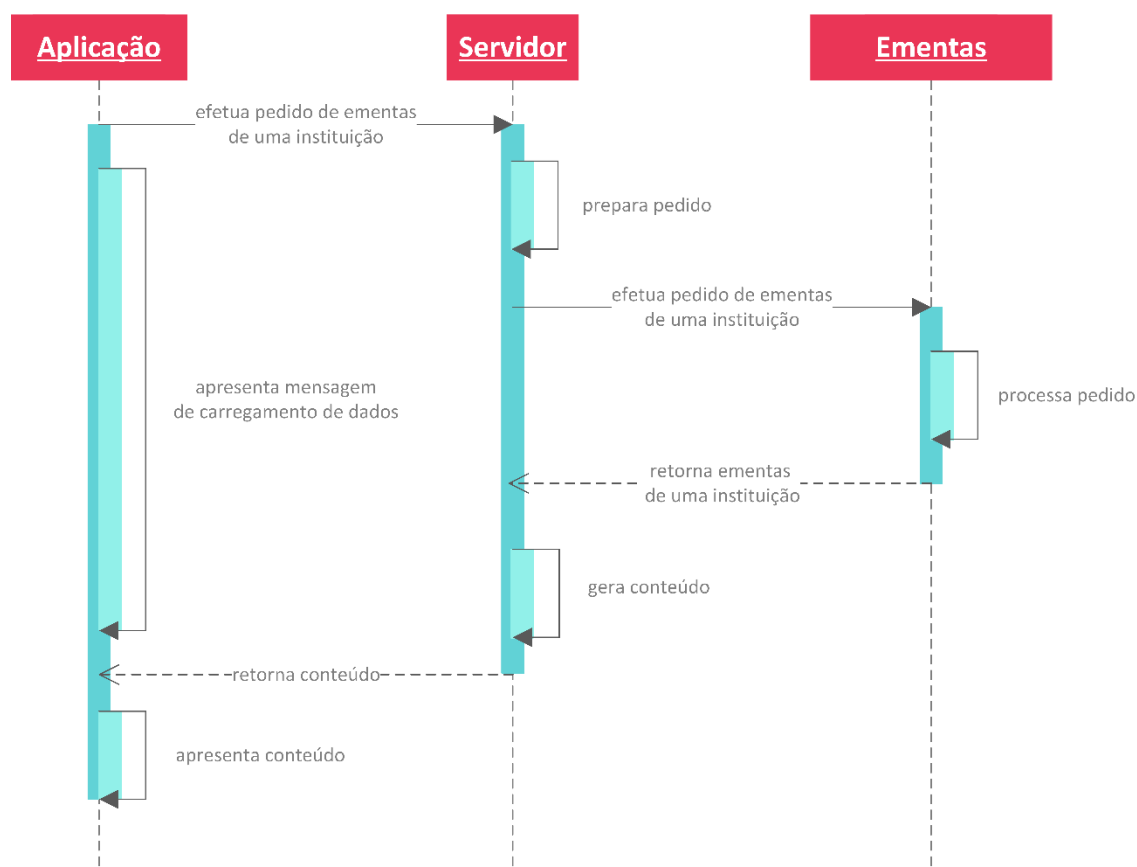 Aplicação
Servidor
Ementas
efetua pedido de ementas
de uma instituição
prepara pedido
efetua pedido de ementas
de uma instituição
apresenta mensagem
de carregamento de dados
processa pedido
retorna ementas
de uma instituição
gera conteúdo
retorna conteúdo
apresenta conteúdo